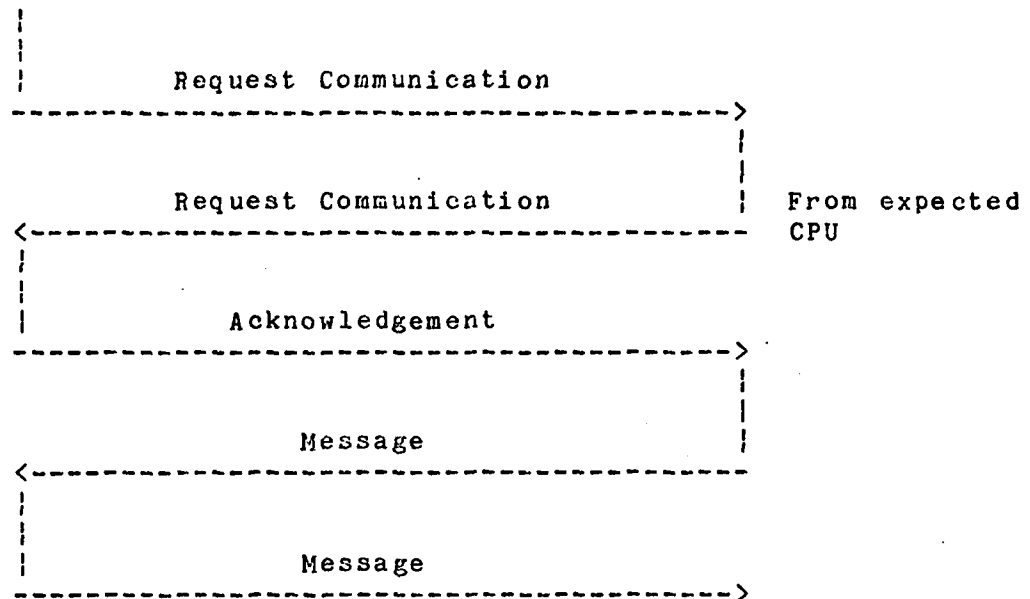 Request Communication
Request Communication
From expected
CPU
Acknowledgement
Message
Message